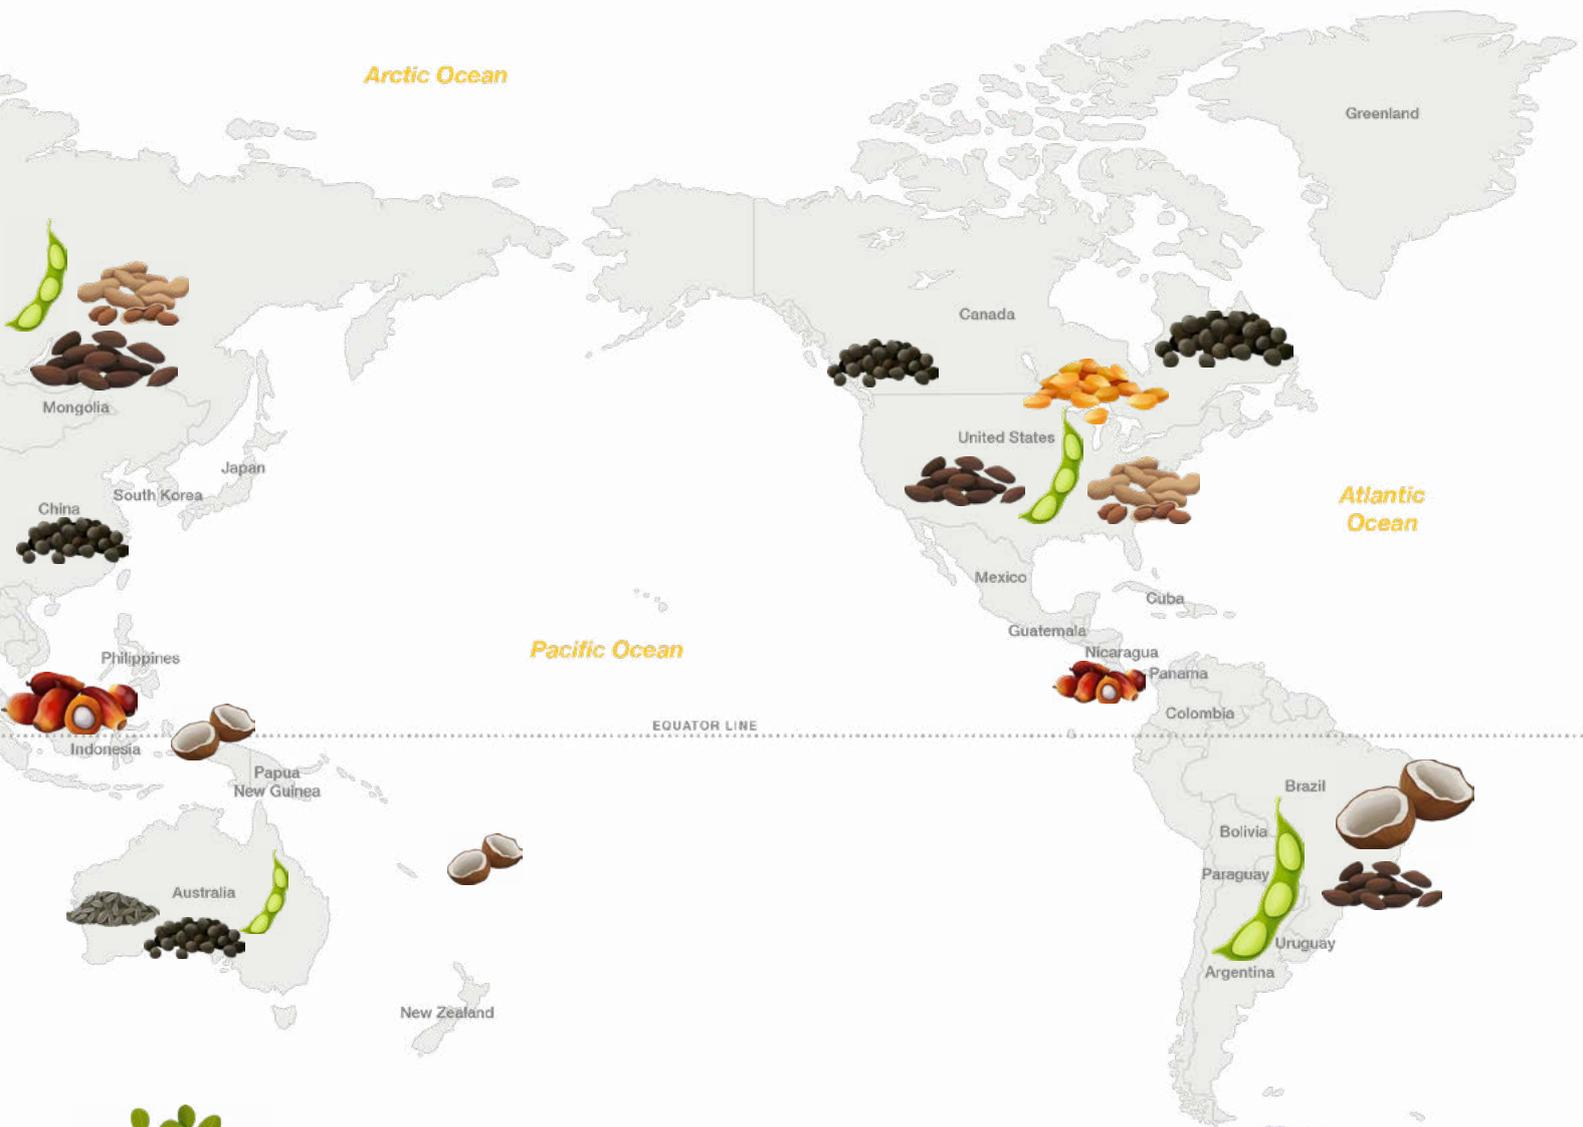 Arctic Ocean
Greenland
Canada
Mongolia
United States
Japan
South Korea
China
Atlantic
Ocean
Mexico
Cuba
Guatemala
Pacific Ocean
Nicaragua
Philippines
Panama
Colombia
EQUATOR LINE
Indonesia
Papua
New Guinea
Brazil
Bolivia
Paraguay
Australia
Uruguay
Argentina
New Zealand